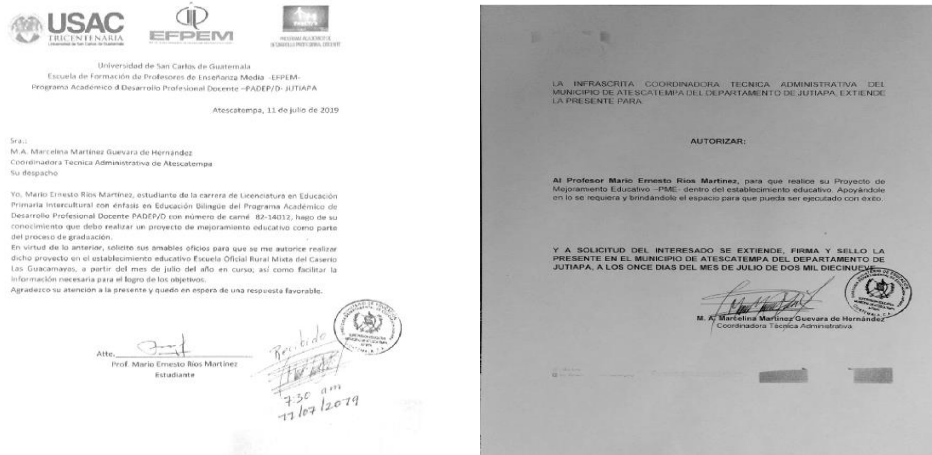 USAC
TRICENTENARIA
Universidad de San Carlos de Guatemala
EFPEM
PROGRAMA ACADÉMICO DE
DESARROLLO PROFESIONAL DOCENTE
Universidad de San Carlos de Guatemala
Escuela de Formación de Profesores de Enseñanza Media -EFPEM-
Programa Académico d Desarrollo Profesional Docente –PADEP/D- JUTIAPA
Atescatempa, 11 de julio de 2019
Sra.:
M.A. Marcelina Martínez Guevara de Hernández
Coordinadora Técnica Administrativa de Atescatempa
Su despacho
Yo, Mario Ernesto Ríos Martínez, estudiante de la carrera de Licenciatura en Educación
Primaria Intercultural con énfasis en Educación Bilingüe del Programa Académico de
Desarrollo Profesional Docente PADEP/D con número de carné 82-14012, hago de su
conocimiento que debo realizar un proyecto de mejoramiento educativo como parte
del proceso de graduación.
En virtud de lo anterior, solicito sus amables oficios para que se me autorice realizar
dicho proyecto en el establecimiento educativo Escuela Oficial Rural Mixta del Caserío
Las Guacamayas, a partir del mes de julio del año en curso; así como facilitar la
información necesaria para el logro de los objetivos.
Agradezco su atención a la presente y quedo en espera de una respuesta favorable.
Atte.
Prof. Mario Ernesto Ríos Martínez
Estudiante
Recibido
7:30 am
11/07/2019
LA INFRASCRITA COORDINADORA TECNICA ADMINISTRATIVA DEL
MUNICIPIO DE ATESCATEMPA DEL DEPARTAMENTO DE JUTIAPA, EXTIENDE
LA PRESENTE PARA
AUTORIZAR:
Al Profesor Mario Ernesto Ríos Martínez, para que realice su Proyecto de
Mejoramiento Educativo –PME- dentro del establecimiento educativo. Apoyándole
en lo se requiera y brindándole el espacio para que pueda ser ejecutado con éxito.
Y A SOLICITUD DEL INTERESADO SE EXTIENDE, FIRMA Y SELLO LA
PRESENTE EN EL MUNICIPIO DE ATESCATEMPA DEL DEPARTAMENTO DE
JUTIAPA, A LOS ONCE DIAS DEL MES DE JULIO DE DOS MIL DIECINUEVE
M. A. Marcelina Martínez Guevara de Hernández
Coordinadora Técnica Administrativa